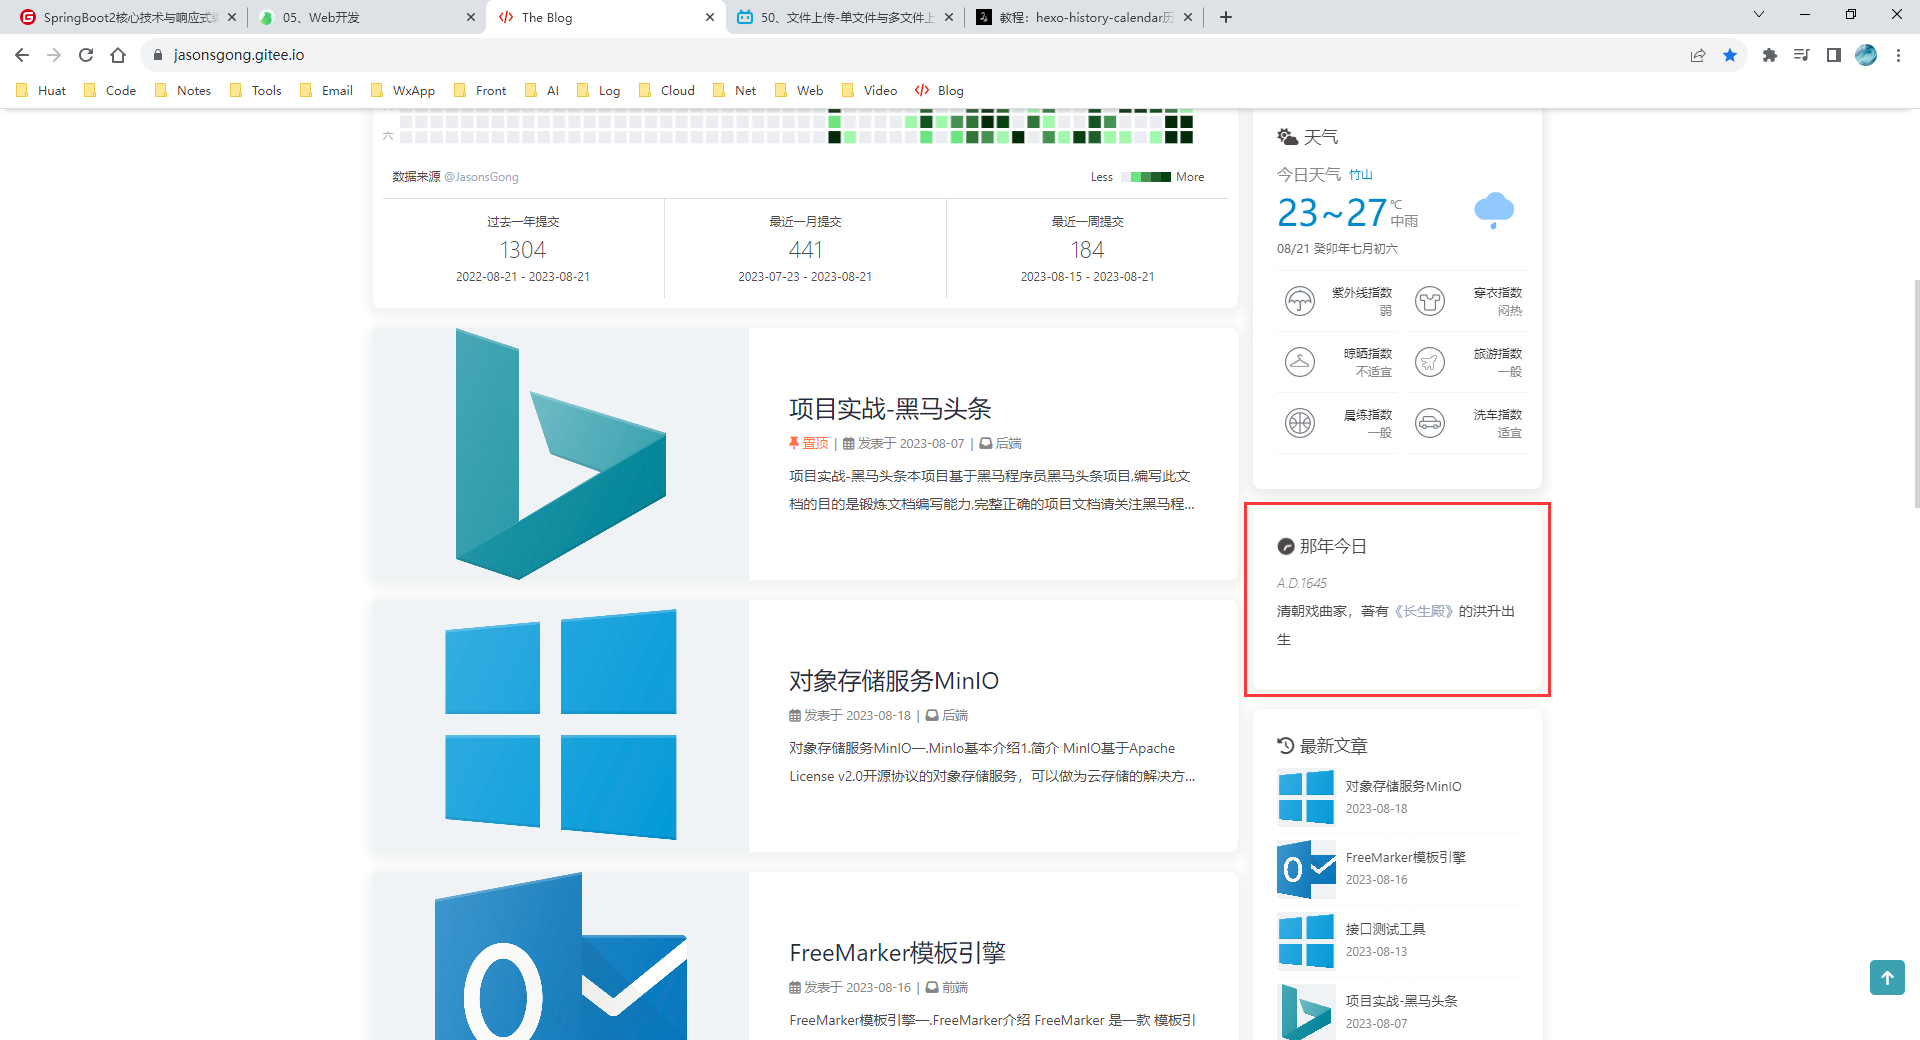 SpringBoot2核心技术与响应式编
05、Web开发
The Blog
50、文件上传-单文件与多文件上
教程：hexo-history-calendar历
jasonsgong.gitee.io
Huat
Code
Notes
Tools
Email
WxApp
Front
AI
Log
Cloud
Net
Web
Video
Blog
六
数据来源 @JasonsGong
Less
More
过去一年提交
1304
2022-08-21 - 2023-08-21
最近一月提交
441
2023-07-23 - 2023-08-21
最近一周提交
184
2023-08-15 - 2023-08-21
项目实战-黑马头条
置顶 | 发表于 2023-08-07 | 后端
项目实战-黑马头条本项目基于黑马程序员黑马头条项目,编写此文
档的目的是锻炼文档编写能力,完整正确的项目文档请关注黑马程...
对象存储服务MinIO
发表于 2023-08-18 | 后端
对象存储服务MinIO一.MinIo基本介绍1.简介 MinIO基于Apache
License v2.0开源协议的对象存储服务，可以做为云存储的解决方...
FreeMarker模板引擎
发表于 2023-08-16 | 前端
FreeMarker模板引擎一.FreeMarker介绍 FreeMarker 是一款 模板引
天气
今日天气 竹山
23~27
℃
中雨
08/21 癸卯年七月初六
紫外线指数
弱
穿衣指数
闷热
晾晒指数
不适宜
旅游指数
一般
晨练指数
一般
洗车指数
适宜
那年今日
A.D.1645
清朝戏曲家，著有《长生殿》的洪升出
生
最新文章
对象存储服务MinIO
2023-08-18
FreeMarker模板引擎
2023-08-16
接口测试工具
2023-08-13
项目实战-黑马头条
2023-08-07